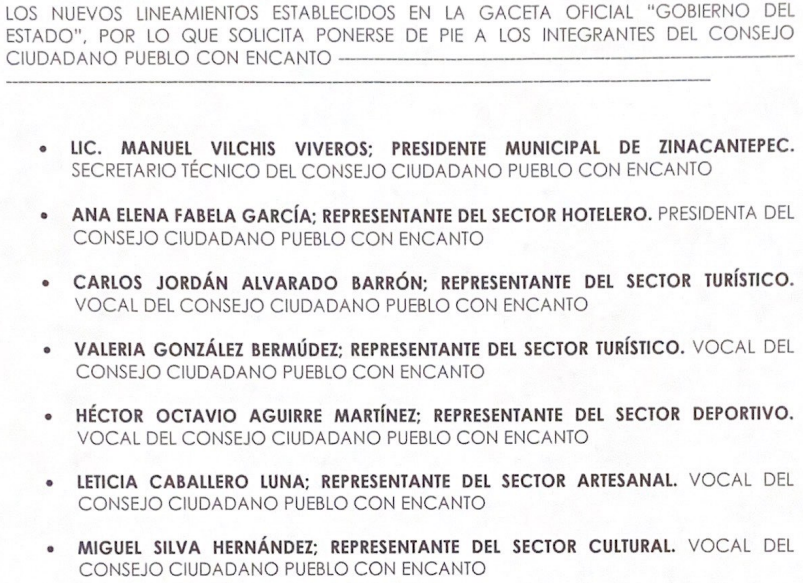 LOS NUEVOS LINEAMIENTOS ESTABLECIDOS EN LA GACETA OFICIAL "GOBIERNO DEL
ESTADO", POR LO QUE SOLICITA PONERSE DE PIE A LOS INTEGRANTES DEL CONSEJO
CIUDADANO PUEBLO CON ENCANTO ----------------------------------------
----------------------------------------------------------------------
• LIC. MANUEL VILCHIS VIVEROS; PRESIDENTE MUNICIPAL DE ZINACANTEPEC.
SECRETARIO TÉCNICO DEL CONSEJO CIUDADANO PUEBLO CON ENCANTO
• ANA ELENA FABELA GARCÍA; REPRESENTANTE DEL SECTOR HOTELERO. PRESIDENTA DEL
CONSEJO CIUDADANO PUEBLO CON ENCANTO
• CARLOS JORDÁN ALVARADO BARRÓN; REPRESENTANTE DEL SECTOR TURÍSTICO.
VOCAL DEL CONSEJO CIUDADANO PUEBLO CON ENCANTO
• VALERIA GONZÁLEZ BERMÚDEZ; REPRESENTANTE DEL SECTOR TURÍSTICO. VOCAL DEL
CONSEJO CIUDADANO PUEBLO CON ENCANTO
• HÉCTOR OCTAVIO AGUIRRE MARTÍNEZ; REPRESENTANTE DEL SECTOR DEPORTIVO.
VOCAL DEL CONSEJO CIUDADANO PUEBLO CON ENCANTO
• LETICIA CABALLERO LUNA; REPRESENTANTE DEL SECTOR ARTESANAL. VOCAL DEL
CONSEJO CIUDADANO PUEBLO CON ENCANTO
• MIGUEL SILVA HERNÁNDEZ; REPRESENTANTE DEL SECTOR CULTURAL. VOCAL DEL
CONSEJO CIUDADANO PUEBLO CON ENCANTO